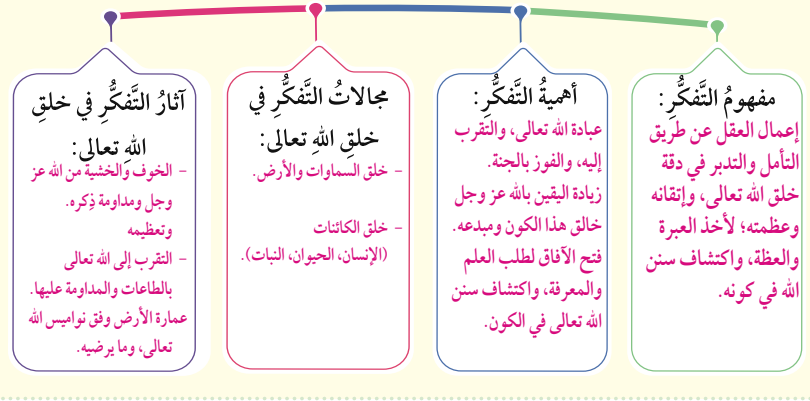 مفهومُ التَّفكُّرِ:
إعمال العقل عن طريق
التأمل والتدبر في دقة
خلق الله تعالى، وإتقانه
وعظمته؛ لأخذ العبرة
والعظة، واكتشاف سنن
الله في كونه.
أهميةُ التَّفكُّرِ:
عبادة الله تعالى، والتقرب
إليه، والفوز بالجنة.
زيادة اليقين بالله عز وجل
خالق هذا الكون ومبدعه.
فتح الآفاق لطلب العلم
والمعرفة، واكتشاف سنن
الله تعالى في الكون.
مجالاتُ التَّفكُّرِ في
خلقِ اللهِ تعالى:
– خلق السماوات والأرض.
– خلق الكائنات
(الإنسان، الحيوان، النبات).
آثارُ التَّفكُّرِ في خلقِ
اللهِ تعالى:
– الخوف والخشية من الله عز
وجل ومداومة ذِكره.
وتعظيمه
– التقرب إلى الله تعالى
بالطاعات والمداومة عليها.
عمارة الأرض وفق نواميس الله
تعالى، وما يرضيه.